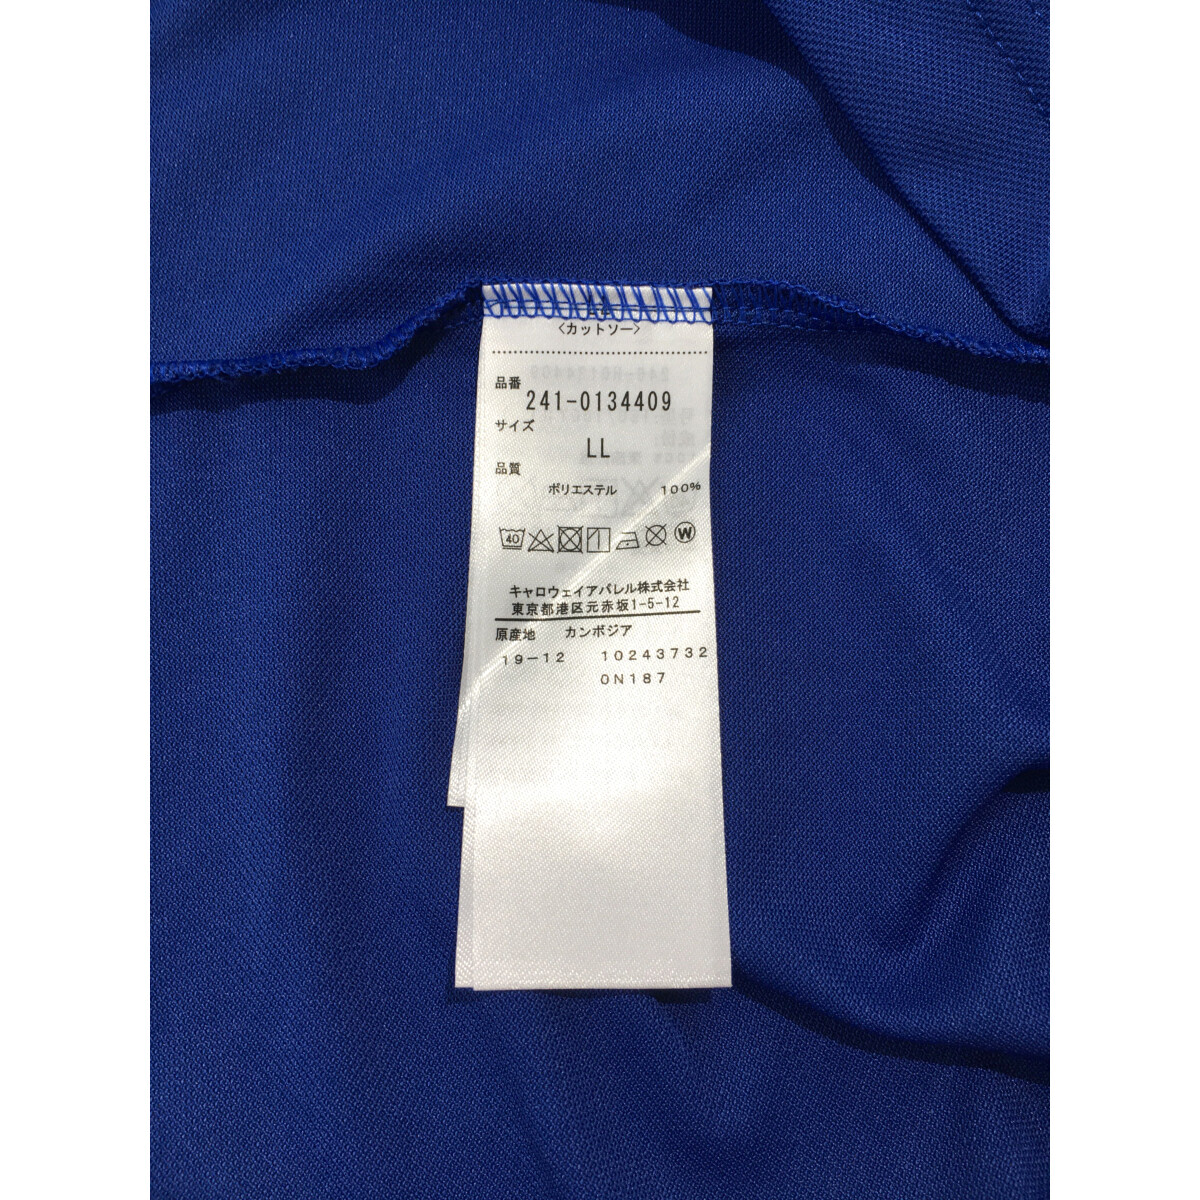 <カットソー>
品番
241-0134409
サイズ
LL
品質
ポリエステル 100%
40 W
キャロウェイアパレル株式会社
東京都港区元赤坂1-5-12
原産地 カンボジア
19-12 10243732
0N187